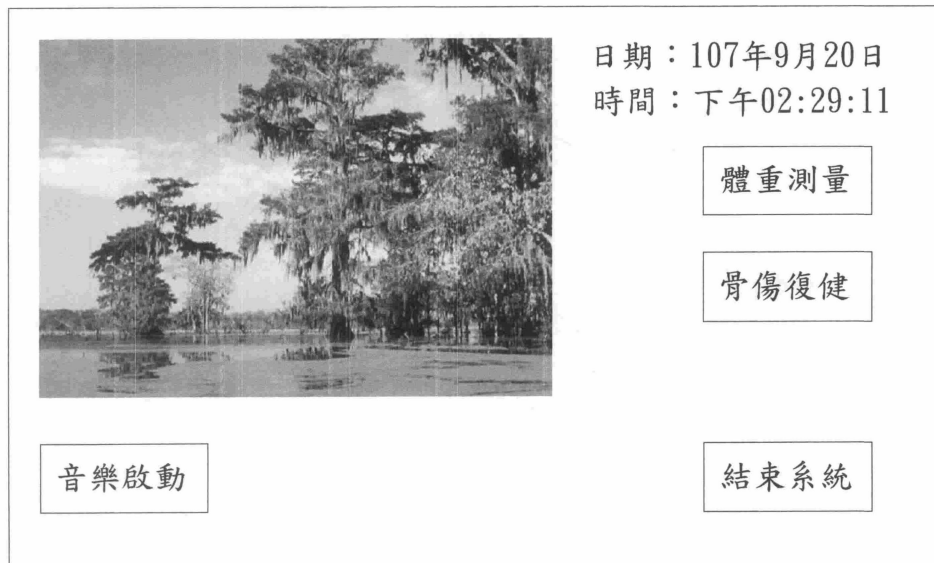 日期：107年9月20日
時間：下午02:29:11
體重測量
骨傷復健
音樂啟動
結束系統